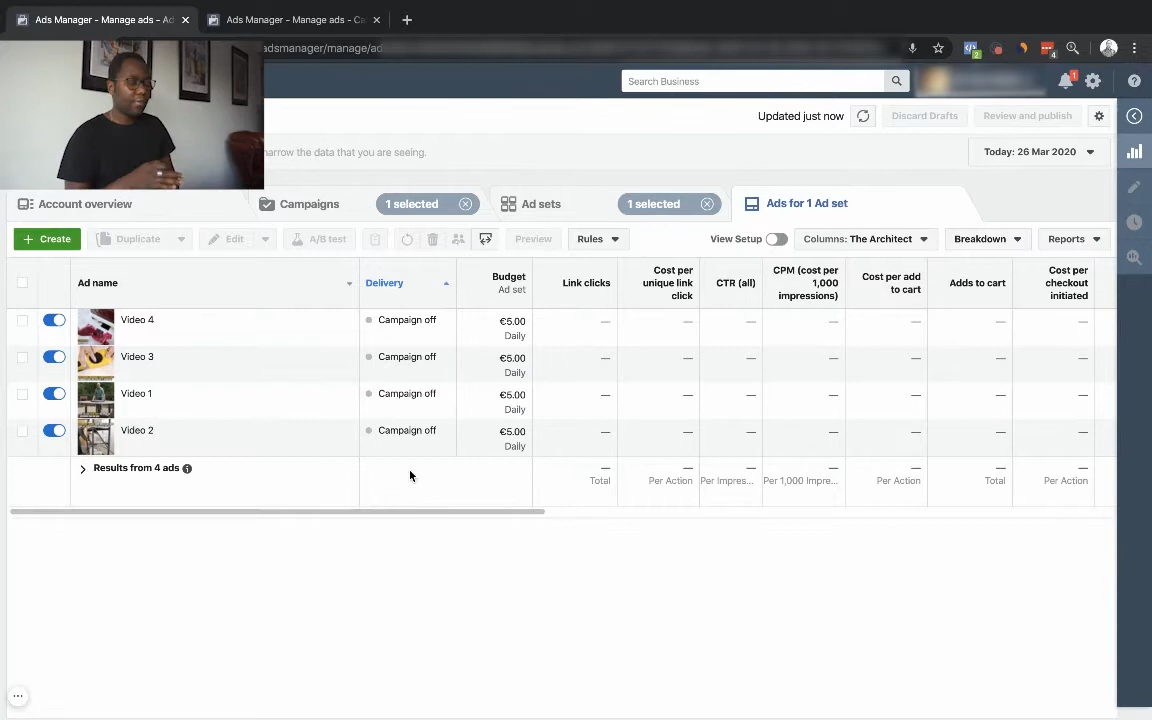 Ads Manager - Manage ads - Ad
Ads Manager - Manage ads - Ca
adsmanager/manage/ad
2
4
Search Business
1
Updated just now
Discard Drafts
Review and publish
narrow the data that you are seeing.
Today: 26 Mar 2020
Account overview
Campaigns
1 selected
Ad sets
1 selected
Ads for 1 Ad set
+ Create
Duplicate
Edit
A/B test
Preview
Rules
View Setup
Columns: The Architect
Breakdown
Reports
Ad name
Delivery
Budget
Ad set
Link clicks
Cost per
unique link
click
CTR (all)
CPM (cost per
1,000
impressions)
Cost per add
to cart
Adds to cart
Cost per
checkout
initiated
Video 4
Campaign off
€5.00
Daily
— — — — — — —
Video 3
Campaign off
€5.00
Daily
— — — — — — —
Video 1
Campaign off
€5.00
Daily
— — — — — — —
Video 2
Campaign off
€5.00
Daily
— — — — — — —
Results from 4 ads
— — — — — — —
Total
Per Action
Per Impres...
Per 1,000 Impre...
Per Action
Total
Per Action